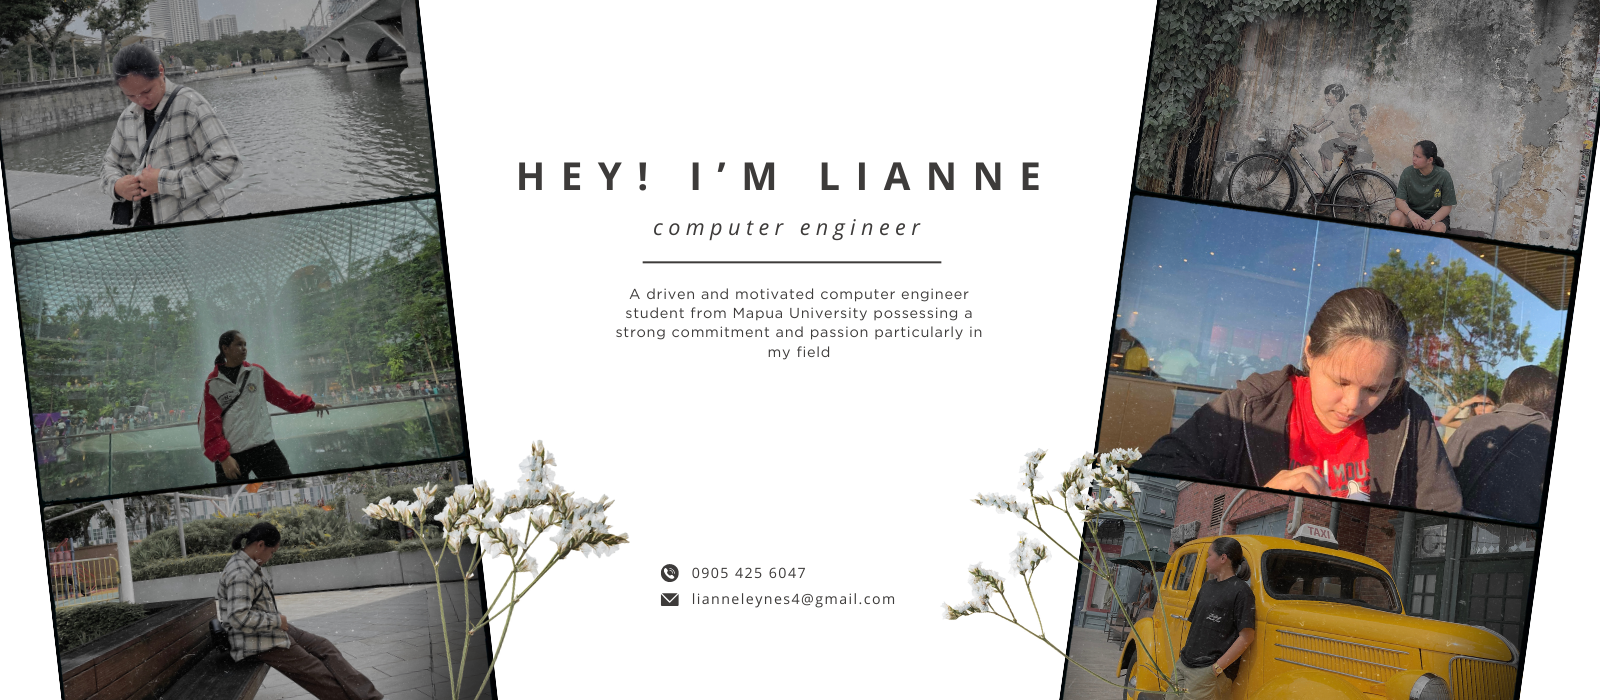 HEY! I’M LIANNE
computer engineer
A driven and motivated computer engineer
student from Mapua University possessing a
strong commitment and passion particularly in
my field
0905 425 6047
lianneleynes4@gmail.com
TAXI